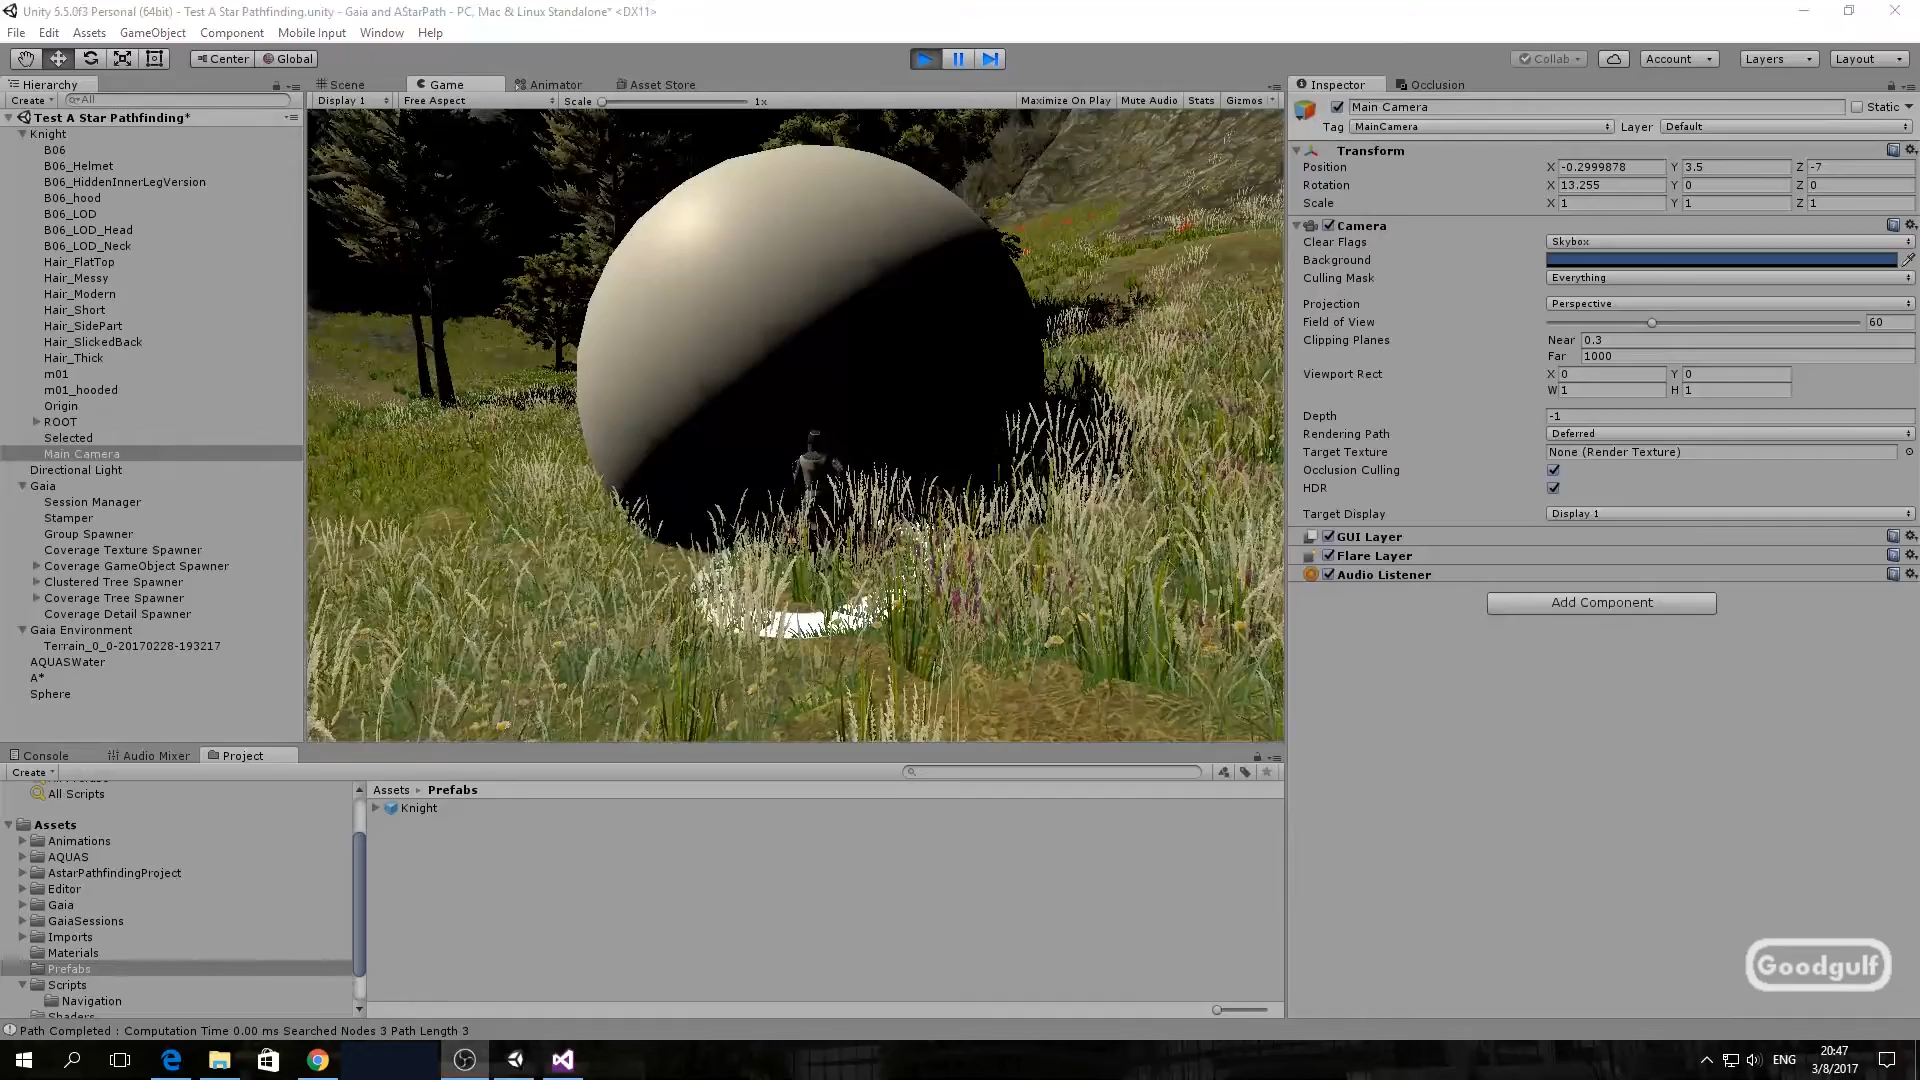 Unity 5.5.0f3 Personal (64bit) - Test A Star Pathfinding.unity - Gaia and AStarPath - PC, Mac & Linux Standalone* <DX11>
File Edit Assets GameObject Component Mobile Input Window Help
Center Global Collab Account Layers Layout
Hierarchy Scene Game Animator Asset Store Inspector Occlusion
Create All Display 1 Free Aspect Scale 1x Maximize On Play Mute Audio Stats Gizmos
Main Camera Static
Test A Star Pathfinding*
Tag MainCamera Layer Default
Knight
B06
B06_Helmet
B06_HiddenInnerLegVersion
B06_hood
B06_LOD
B06_LOD_Head
B06_LOD_Neck
Hair_FlatTop
Hair_Messy
Hair_Modern
Hair_Short
Hair_SidePart
Hair_SlickedBack
Hair_Thick
m01
m01_hooded
Origin
ROOT
Selected
Main Camera
Directional Light
Gaia
Session Manager
Stamper
Group Spawner
Coverage Texture Spawner
Coverage GameObject Spawner
Clustered Tree Spawner
Coverage Tree Spawner
Coverage Detail Spawner
Gaia Environment
Terrain_0_0-20170228-193217
AQUASWater
A*
Sphere
Transform
Position X -0.2999878 Y 3.5 Z -7
Rotation X 13.255 Y 0 Z 0
Scale X 1 Y 1 Z 1
Camera
Clear Flags Skybox
Background
Culling Mask Everything
Projection Perspective
Field of View 60
Clipping Planes Near 0.3
Far 1000
Viewport Rect X 0 Y 0
W 1 H 1
Depth -1
Rendering Path Deferred
Target Texture None (Render Texture)
Occlusion Culling
HDR
Target Display Display 1
GUI Layer
Flare Layer
Audio Listener
Add Component
Console Audio Mixer Project
Create
All Scripts
Assets
Animations
AQUAS
AstarPathfindingProject
Editor
Gaia
GaiaSessions
Imports
Materials
Prefabs
Scripts
Navigation
Shaders
Assets Prefabs
Knight
Goodgulf
Path Completed : Computation Time 0.00 ms Searched Nodes 3 Path Length 3
ENG
20:47
3/8/2017